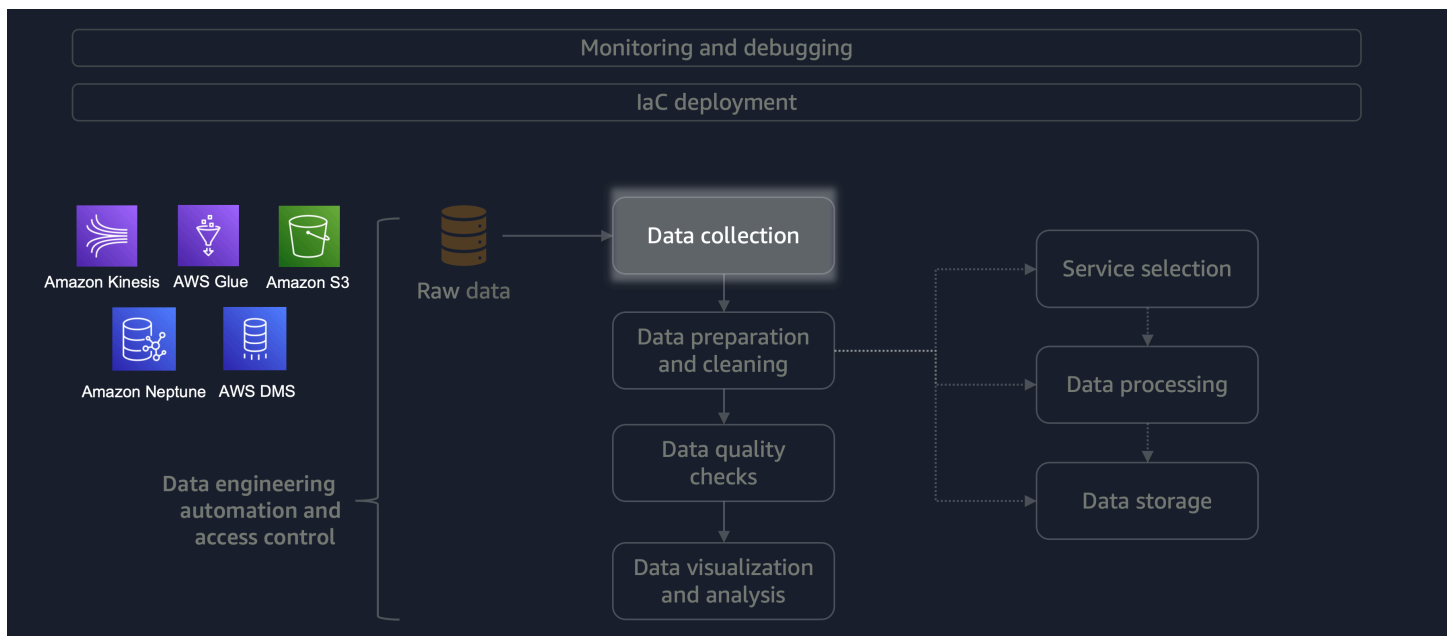 Monitoring and debugging
IaC deployment
Amazon Kinesis
AWS Glue
Amazon S3
Amazon Neptune
AWS DMS
Data engineering
automation and
access control
Raw data
Data collection
Data preparation
and cleaning
Data quality
checks
Data visualization
and analysis
Service selection
Data processing
Data storage